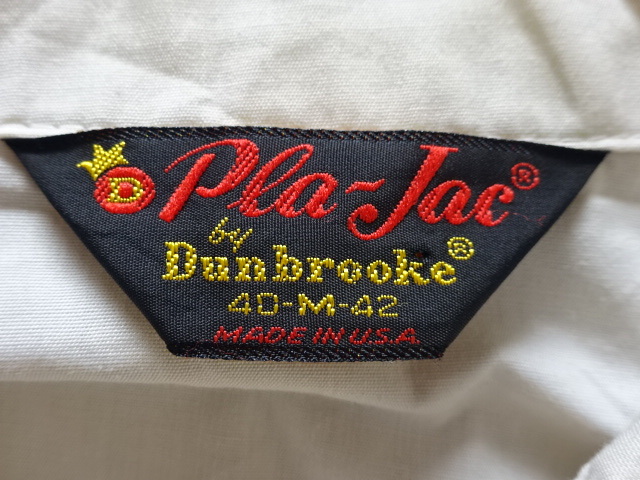 D Pla-Jac®
by
Dunbrooke®
40-M-42
MADE IN U.S.A.